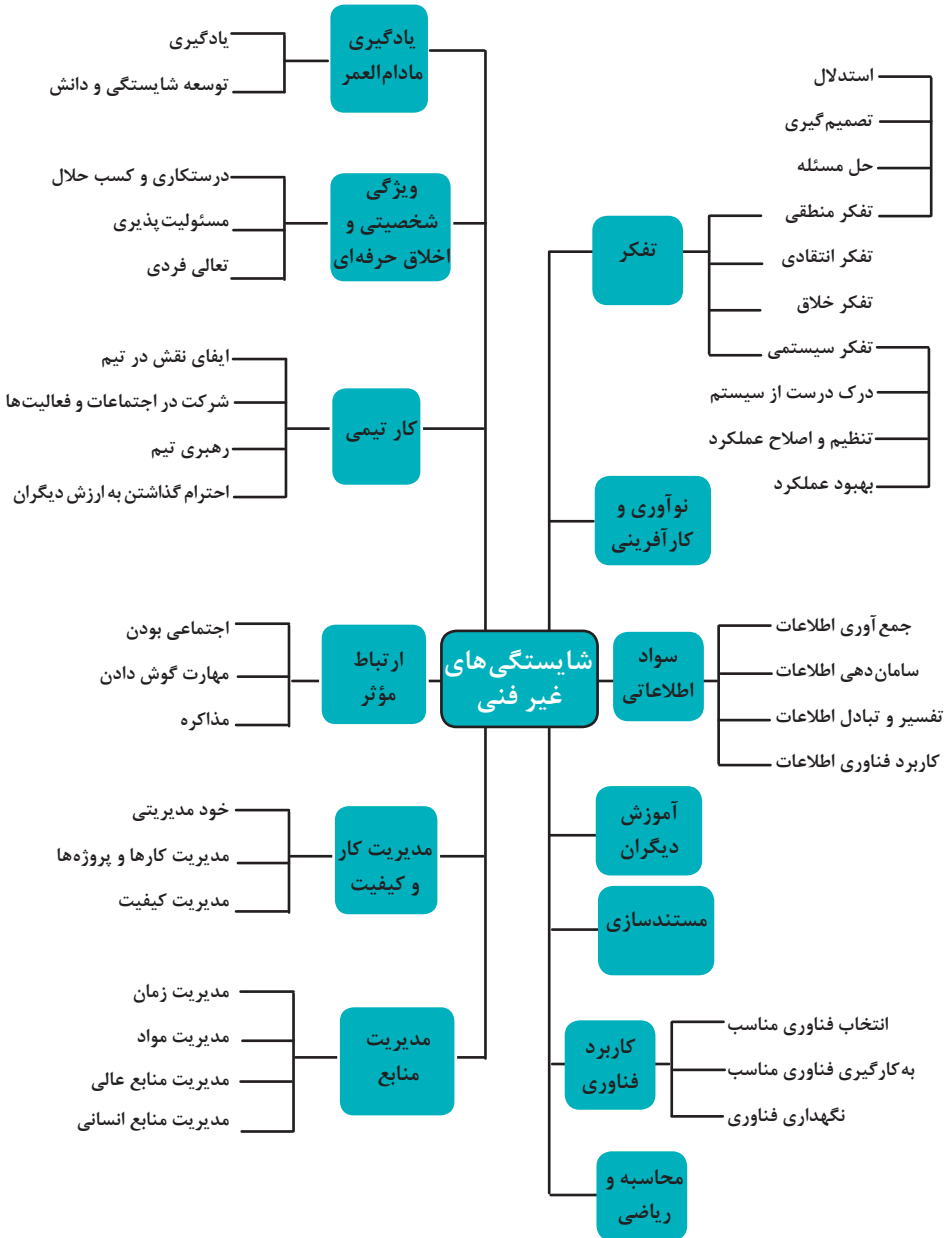 شایستگی‌های
غیر فنی
تفکر
استدلال
تصمیم‌گیری
حل مسئله
تفکر منطقی
تفکر انتقادی
تفکر خلاق
تفکر سیستمی
درک درست از سیستم
تنظیم و اصلاح عملکرد
بهبود عملکرد
نوآوری و
کارآفرینی
سواد
اطلاعاتی
جمع‌آوری اطلاعات
سامان‌دهی اطلاعات
تفسیر و تبادل اطلاعات
کاربرد فناوری اطلاعات
آموزش
دیگران
مستندسازی
کاربرد
فناوری
انتخاب فناوری مناسب
به‌کارگیری فناوری مناسب
نگهداری فناوری
محاسبه و
ریاضی
یادگیری
مادام‌العمر
یادگیری
توسعه شایستگی و دانش
ویژگی
شخصیتی و
اخلاق حرفه‌ای
درستکاری و کسب حلال
مسئولیت‌پذیری
تعالی فردی
کار تیمی
ایفای نقش در تیم
شرکت در اجتماعات و فعالیت‌ها
رهبری تیم
احترام گذاشتن به ارزش دیگران
ارتباط
مؤثر
اجتماعی بودن
مهارت گوش دادن
مذاکره
مدیریت کار
و کیفیت
خود مدیریتی
مدیریت کارها و پروژه‌ها
مدیریت کیفیت
مدیریت
منابع
مدیریت زمان
مدیریت مواد
مدیریت منابع عالی
مدیریت منابع انسانی